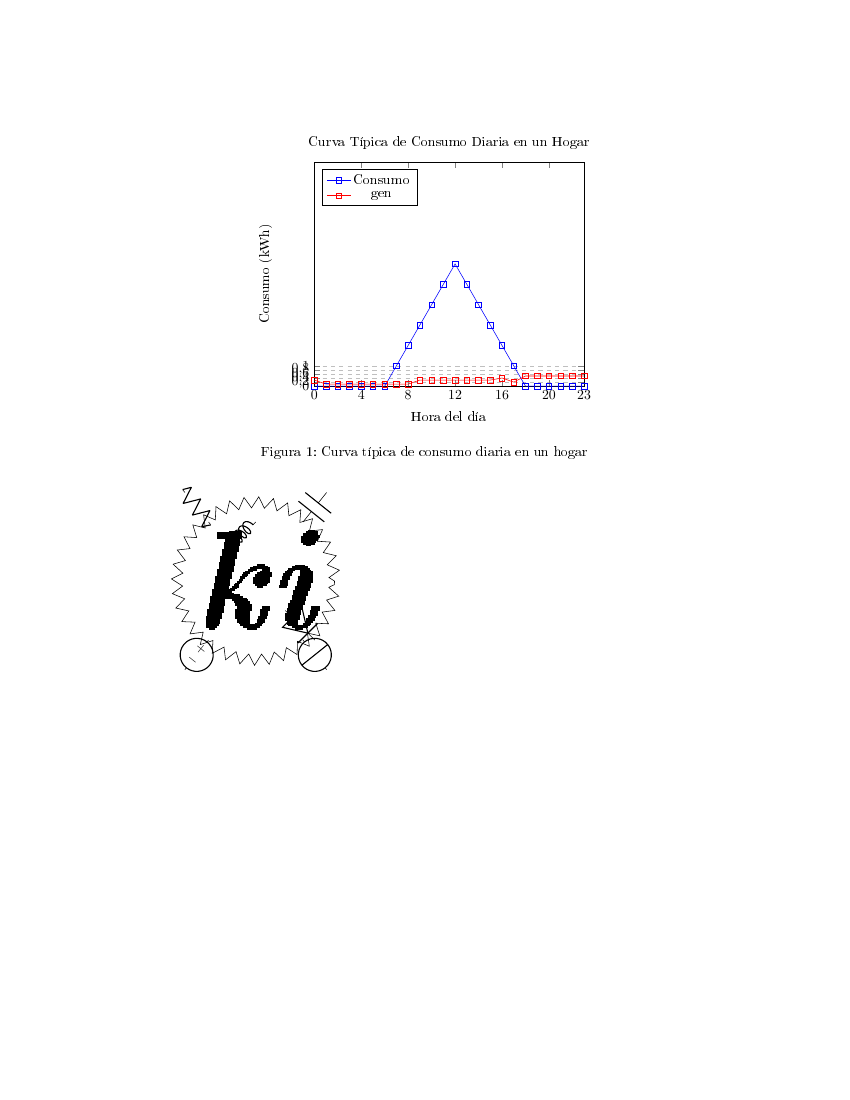 Curva Típica de Consumo Diaria en un Hogar
Consumo
gen
Consumo (kWh)
0 4 8 12 16 20 23
Hora del día
Figura 1: Curva típica de consumo diaria en un hogar
ki